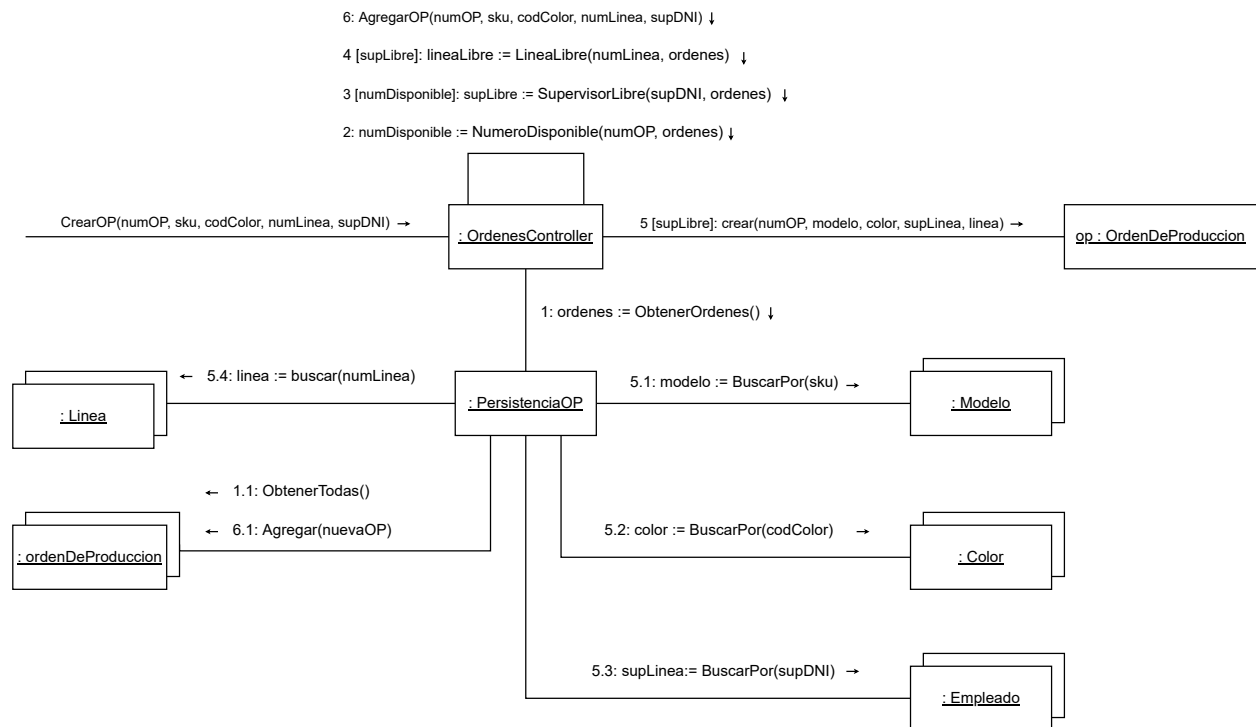 6: AgregarOP(numOP, sku, codColor, numLinea, supDNI) ↓
4 [supLibre]: lineaLibre := LineaLibre(numLinea, ordenes) ↓
3 [numDisponible]: supLibre := SupervisorLibre(supDNI, ordenes) ↓
2: numDisponible := NumeroDisponible(numOP, ordenes) ↓
CrearOP(numOP, sku, codColor, numLinea, supDNI) →
: OrdenesController
5 [supLibre]: crear(numOP, modelo, color, supLinea, linea) →
op : OrdenDeProduccion
1: ordenes := ObtenerOrdenes() ↓
← 5.4: linea := buscar(numLinea)
5.1: modelo := BuscarPor(sku) →
: Linea
: PersistenciaOP
: Modelo
← 1.1: ObtenerTodas()
← 6.1: Agregar(nuevaOP)
5.2: color := BuscarPor(codColor) →
: ordenDeProduccion
: Color
5.3: supLinea:= BuscarPor(supDNI) →
: Empleado